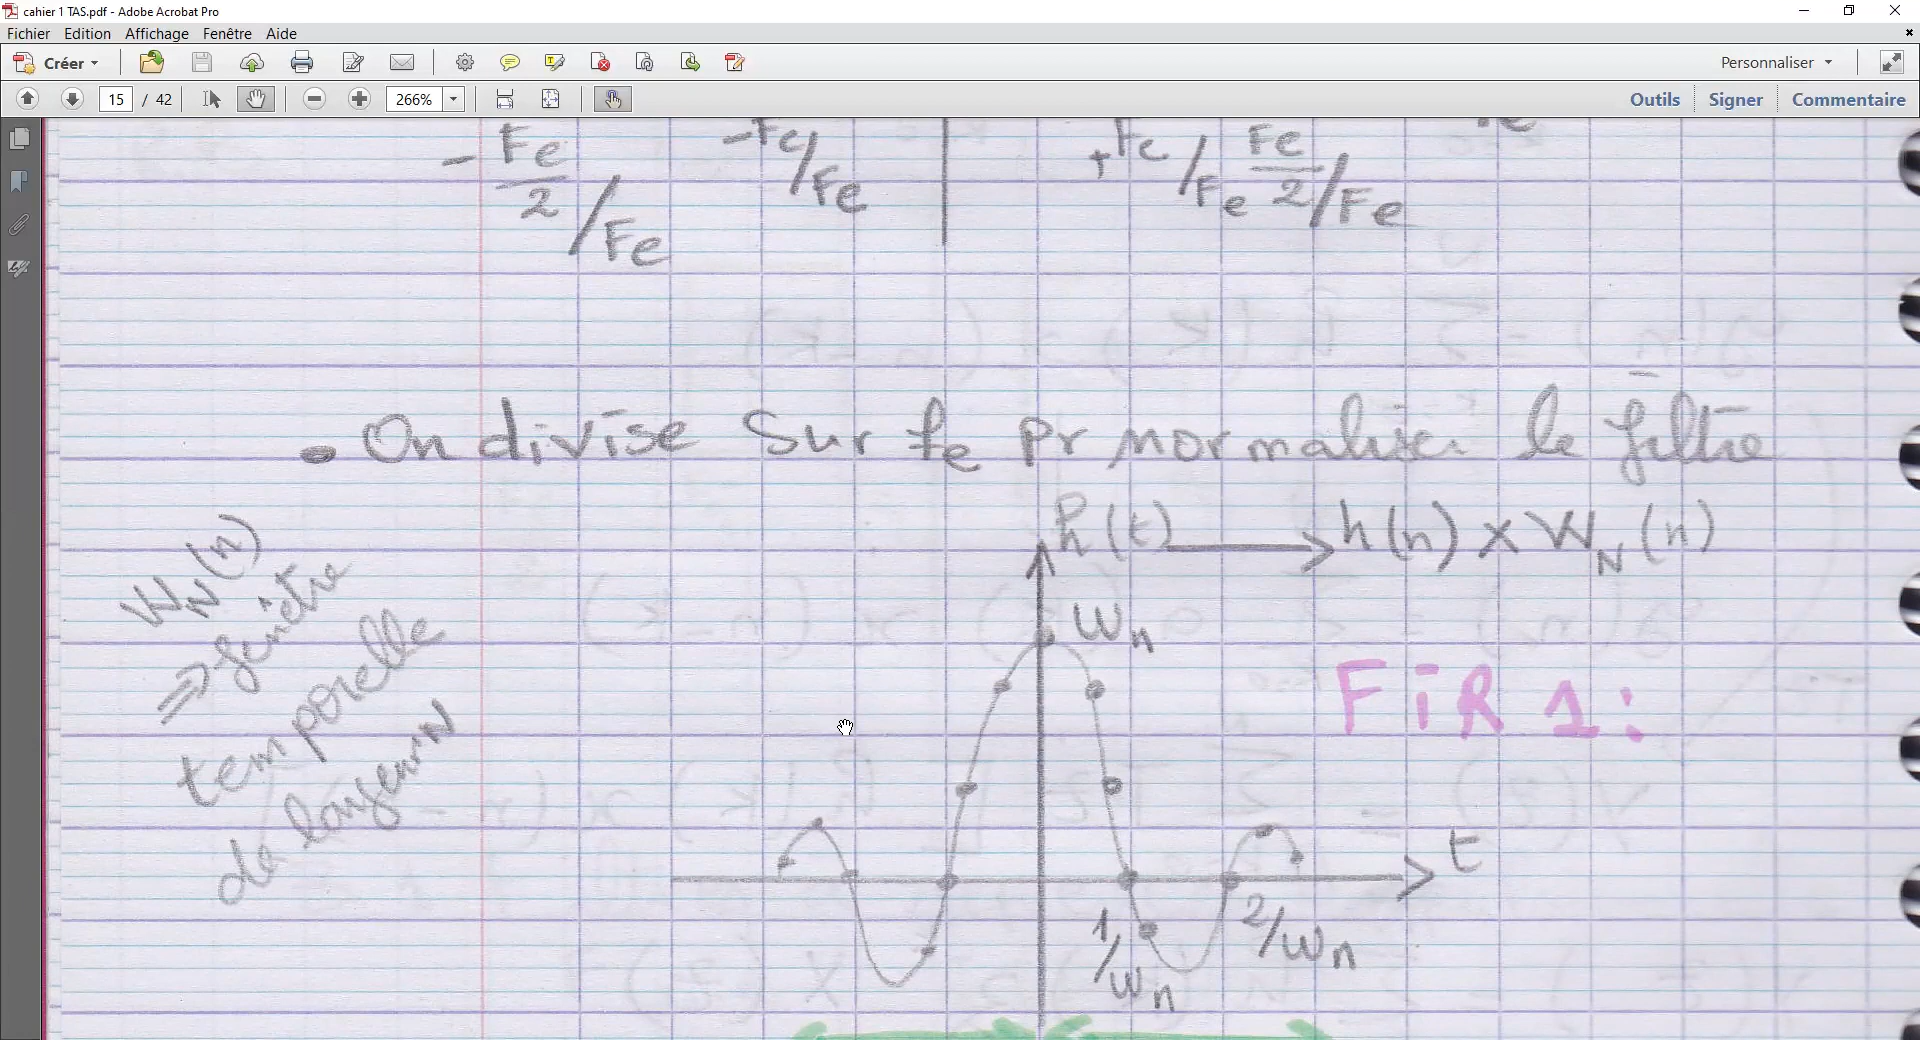 cahier 1 TAS.pdf - Adobe Acrobat Pro
Fichier Edition Affichage Fenêtre Aide
Créer
Personnaliser
15 / 42
266%
Outils Signer Commentaire
- Fe/2 / Fe
-Fc/Fe
+Fc/Fe
Fe/2 / Fe
• On divise Sur fe pr normaliser le filtre
h(t) → h(n) × W_N(n)
W_N(n)
⇒ fenêtre
temporelle
de largeur N
Wn
FiR 1:
t
1/Wn
2/Wn